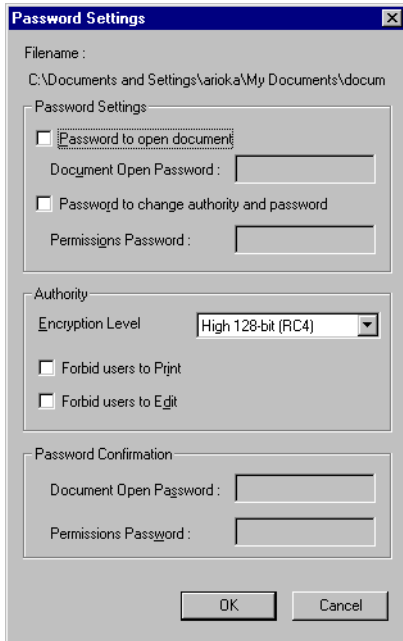 Password Settings
Filename :
C:\Documents and Settings\arioka\My Documents\docum
Password Settings
Password to open document
Document Open Password :
Password to change authority and password
Permissions Password :
Authority
Encryption Level
High 128-bit (RC4)
Forbid users to Print
Forbid users to Edit
Password Confirmation
Document Open Password :
Permissions Password :
OK Cancel